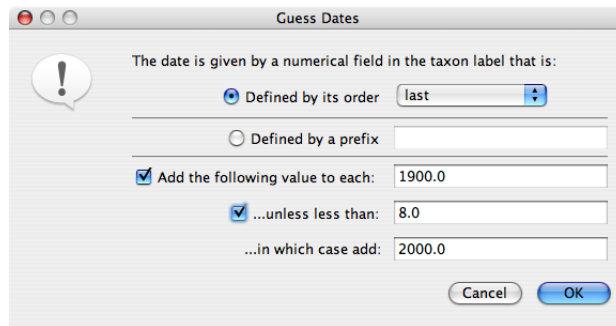 Guess Dates
The date is given by a numerical field in the taxon label that is:
Defined by its order last
Defined by a prefix
Add the following value to each: 1900.0
...unless less than: 8.0
...in which case add: 2000.0
Cancel OK